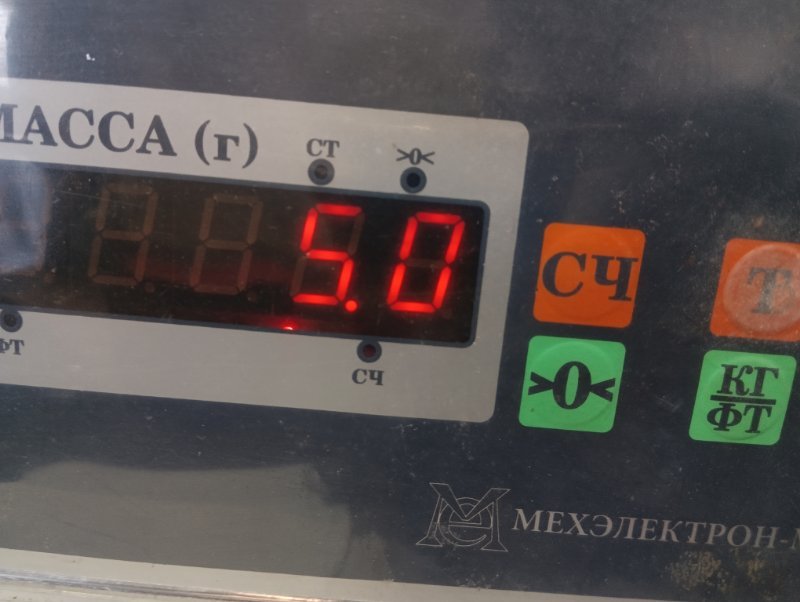 МАССА (г)
СТ
>0<
5.0
ФТ
СЧ
СЧ
Т
>0<
КГ
ФТ
МЕХЭЛЕКТРОН-М